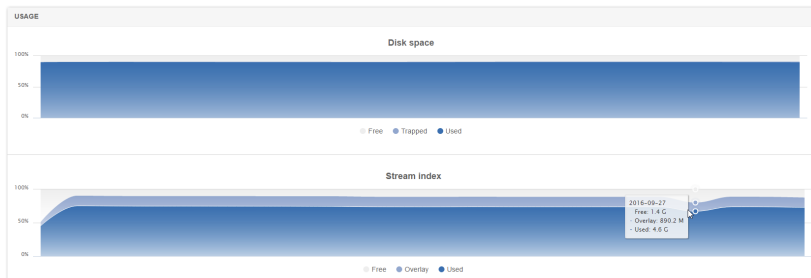 USAGE
Disk space
100%
50%
0%
Free Trapped Used
Stream index
100%
50%
0%
2016-09-27
Free: 1.4 G
Overlay: 890.2 M
Used: 4.6 G
Free Overlay Used